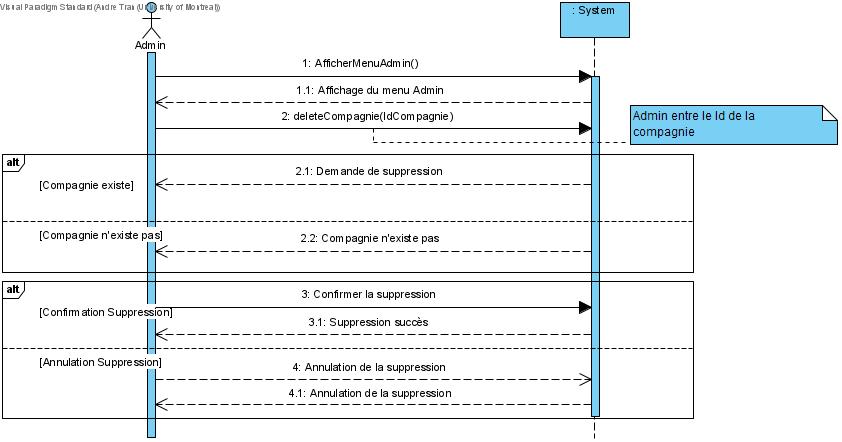 Visual Paradigm Standard(Andre Tran(University of Montreal))
: System
Admin
1: AfficherMenuAdmin()
1.1: Affichage du menu Admin
2: deleteCompagnie(IdCompagnie)
Admin entre le Id de la
compagnie
alt
2.1: Demande de suppression
[Compagnie existe]
[Compagnie n'existe pas]
2.2: Compagnie n'existe pas
alt
3: Confirmer la suppression
[Confirmation Suppression]
3.1: Suppression succès
[Annulation Suppression]
4: Annulation de la suppression
4.1: Annulation de la suppression